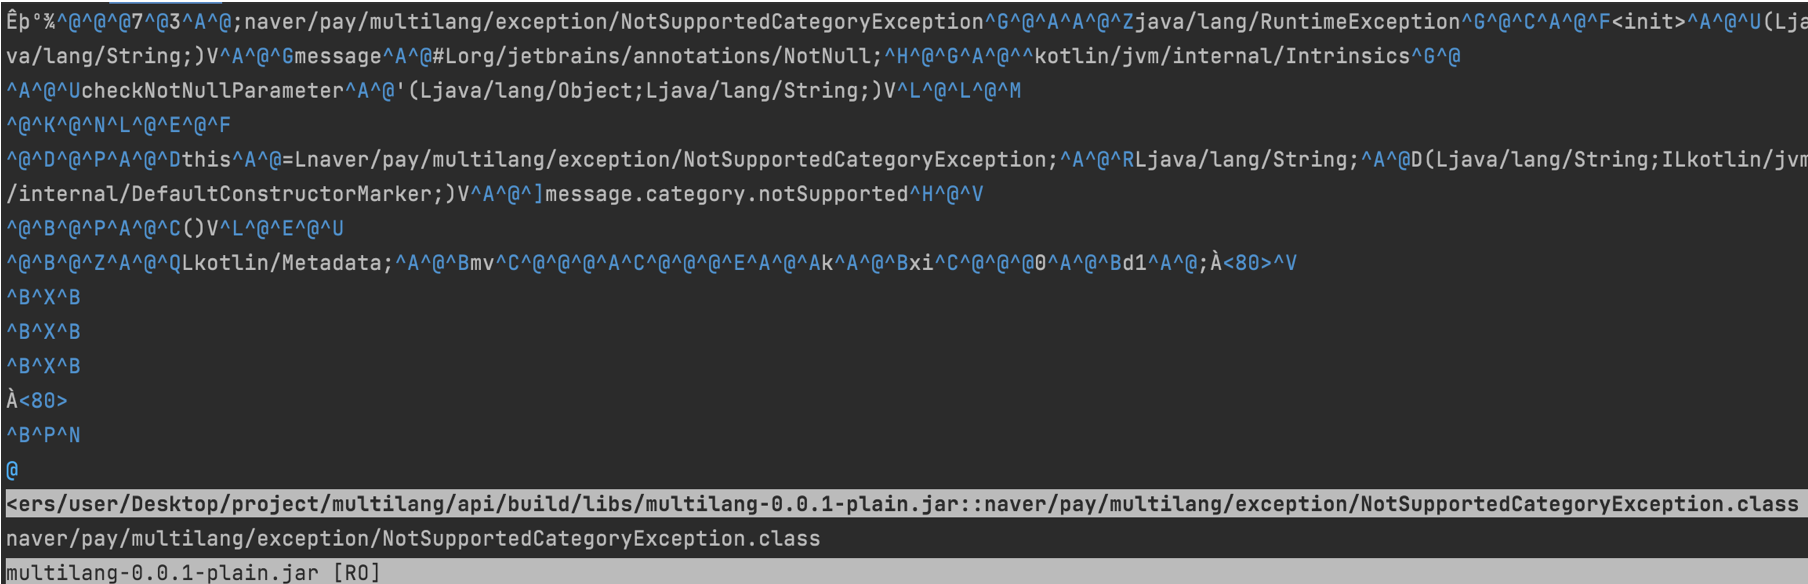 Êþº¾^@^@^@7^@3^A^@;naver/pay/multilang/exception/NotSupportedCategoryException^G^@^A^A^@^Zjava/lang/RuntimeException^G^@^C^A^@^F<init>^A^@^U(Lja
va/lang/String;)V^A^@^Gmessage^A^@#Lorg/jetbrains/annotations/NotNull;^H^@^G^A^@^^kotlin/jvm/internal/Intrinsics^G^@
^A^@^UcheckNotNullParameter^A^@'(Ljava/lang/Object;Ljava/lang/String;)V^L^@^L^@^M
^@^K^@^N^L^@^E^@^F
^@^D^@^P^A^@^Dthis^A^@=Lnaver/pay/multilang/exception/NotSupportedCategoryException;^A^@^RLjava/lang/String;^A^@D(Ljava/lang/String;ILkotlin/jvm
/internal/DefaultConstructorMarker;)V^A^@^]message.category.notSupported^H^@^V
^@^B^@^P^A^@^C()V^L^@^E^@^U
^@^B^@^Z^A^@^QLkotlin/Metadata;^A^@^Bmv^C^@^@^@^A^C^@^@^@^E^A^@^Ak^A^@^Bxi^C^@^@^@0^A^@^Bd1^A^@;À<80>^V
^B^X^B
^B^X^B
^B^X^B
À<80>
^B^P^N
@
<ers/user/Desktop/project/multilang/api/build/libs/multilang-0.0.1-plain.jar::naver/pay/multilang/exception/NotSupportedCategoryException.class
naver/pay/multilang/exception/NotSupportedCategoryException.class
multilang-0.0.1-plain.jar [RO]